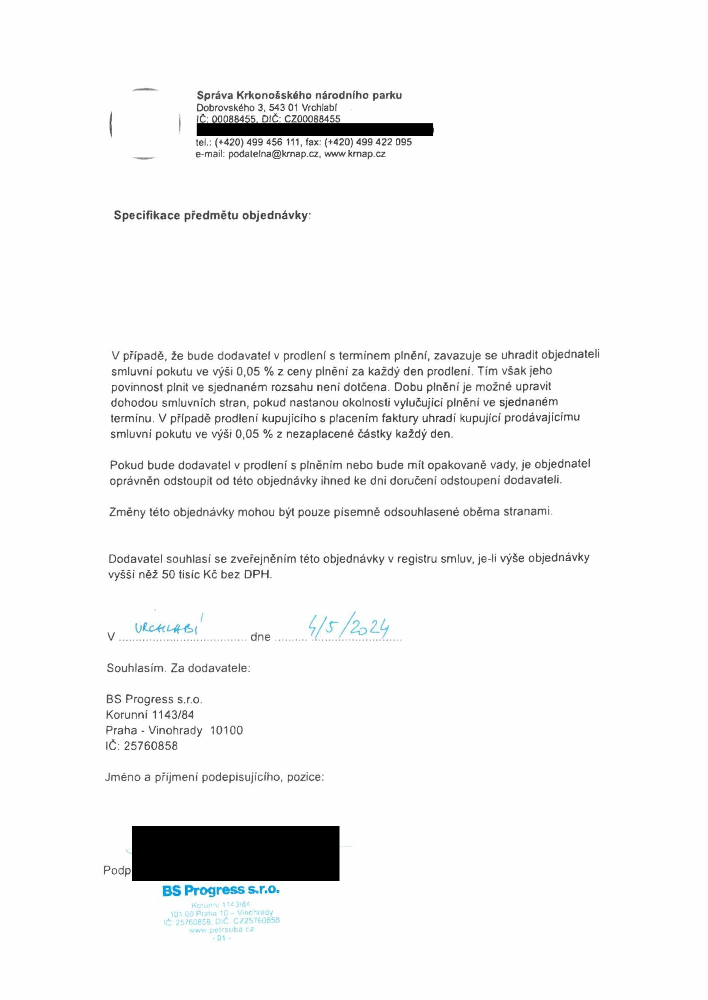 Správa Krkonošského národního parku
Dobrovského 3, 543 01 Vrchlabí
IČ: 00088455, DIČ: CZ00088455
tel.: (+420) 499 456 111, fax: (+420) 499 422 095
e-mail: podatelna@krnap.cz, www.krnap.cz
Specifikace předmětu objednávky:
V případě, že bude dodavatel v prodlení s termínem plnění, zavazuje se uhradit objednateli
smluvní pokutu ve výši 0,05 % z ceny plnění za každý den prodlení. Tím však jeho
povinnost plnit ve sjednaném rozsahu není dotčena. Dobu plnění je možné upravit
dohodou smluvních stran, pokud nastanou okolnosti vylučující plnění ve sjednaném
termínu. V případě prodlení kupujícího s placením faktury uhradí kupující prodávajícímu
smluvní pokutu ve výši 0,05 % z nezaplacené částky každý den.
Pokud bude dodavatel v prodlení s plněním nebo bude mít opakovaně vady, je objednatel
oprávněn odstoupit od této objednávky ihned ke dni doručení odstoupení dodavateli.
Změny této objednávky mohou být pouze písemně odsouhlasené oběma stranami.
Dodavatel souhlasí se zveřejněním této objednávky v registru smluv, je-li výše objednávky
vyšší něž 50 tisíc Kč bez DPH.
V VRCHLABÍ dne 4/5/2024
Souhlasím. Za dodavatele:
BS Progress s.r.o.
Korunní 1143/84
Praha - Vinohrady 10100
IČ: 25760858
Jméno a příjmení podepisujícího, pozice:
Podp
BS Progress s.r.o.
Korunní 1143/84
101 00 Praha 10 - Vinohrady
IČ: 25760858, DIČ: CZ25760858
www.petrsuba.cz
- 01 -